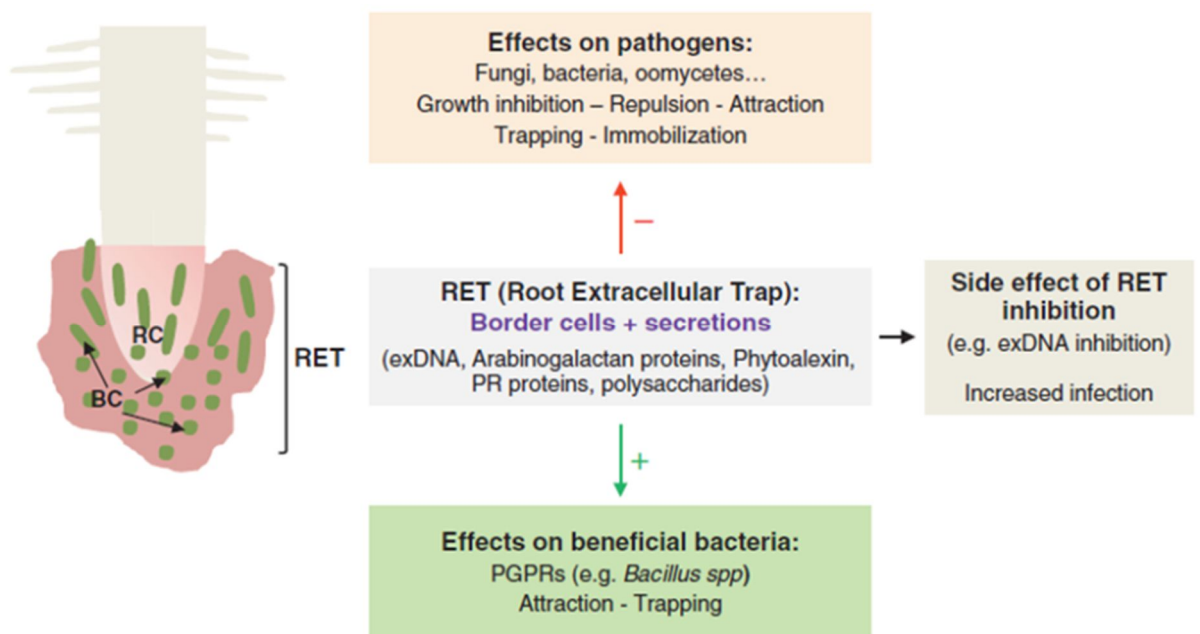 Effects on pathogens:
Fungi, bacteria, oomycetes…
Growth inhibition – Repulsion - Attraction
Trapping - Immobilization
–
RC
BC
RET
RET (Root Extracellular Trap):
Border cells + secretions
(exDNA, Arabinogalactan proteins, Phytoalexin,
PR proteins, polysaccharides)
Side effect of RET
inhibition
(e.g. exDNA inhibition)
Increased infection
+
Effects on beneficial bacteria:
PGPRs (e.g. Bacillus spp)
Attraction - Trapping